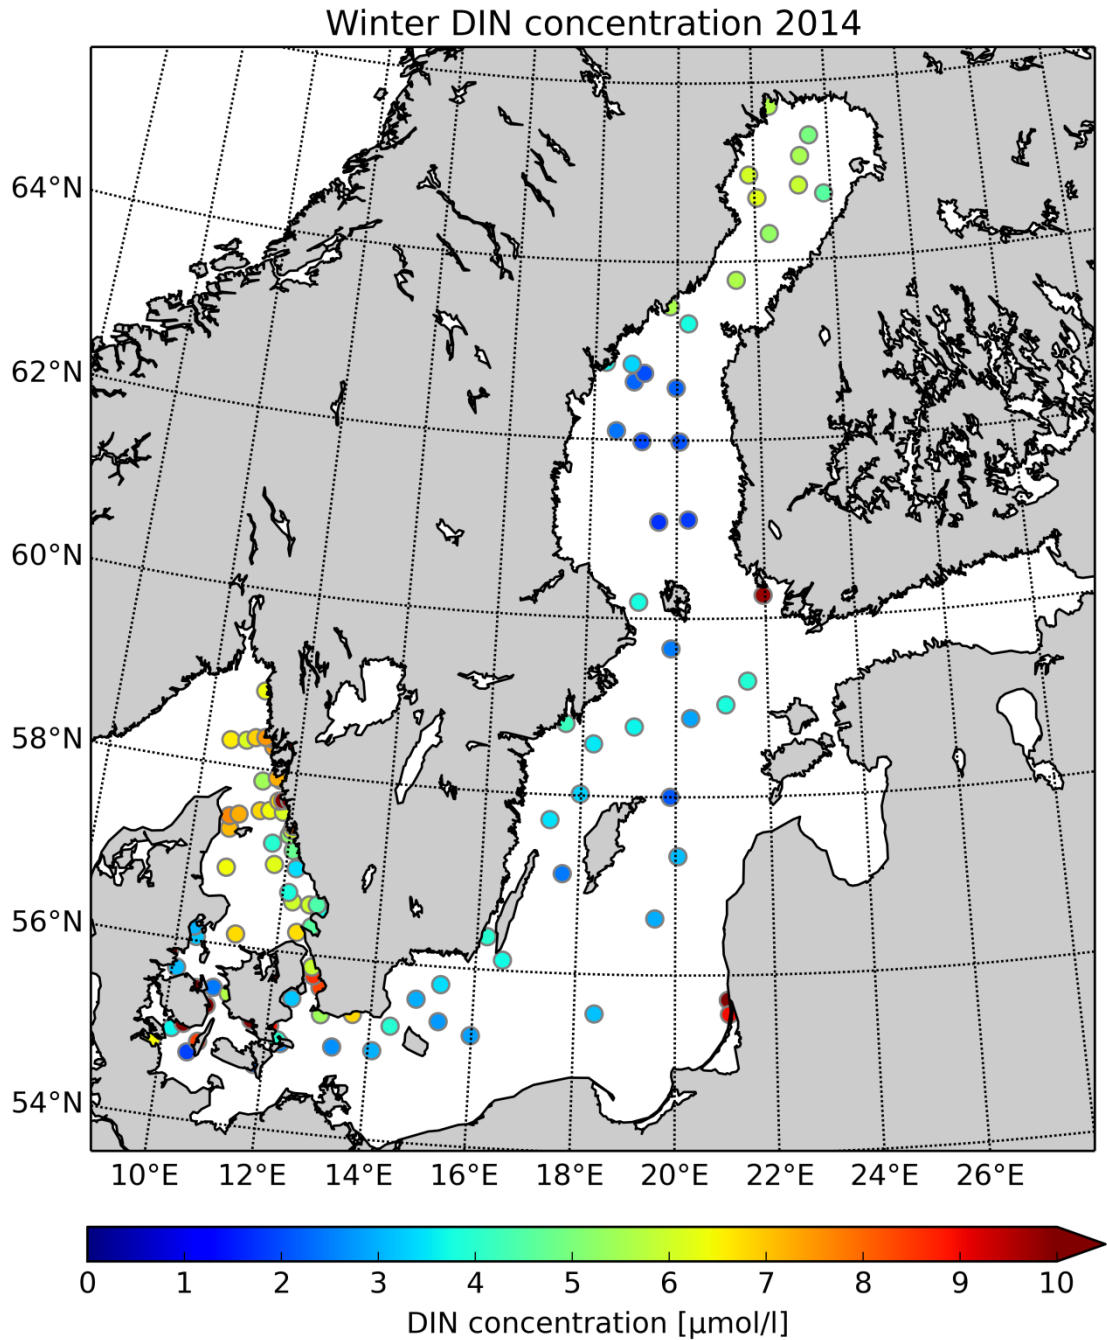 Winter DIN concentration 2014
64°N
62°N
60°N
58°N
56°N
54°N
10°E 12°E 14°E 16°E 18°E 20°E 22°E 24°E 26°E
0 1 2 3 4 5 6 7 8 9 10
DIN concentration [µmol/l]